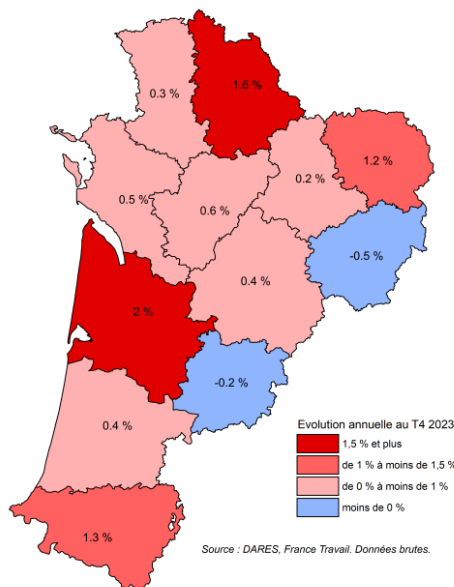 1.6 %
0.3 %
1.2 %
0.2 %
0.5 %
0.6 %
-0.5 %
0.4 %
2 %
-0.2 %
0.4 %
Evolution annuelle au T4 2023
1,5 % et plus
de 1 % à moins de 1,5 %
de 0 % à moins de 1 %
moins de 0 %
1.3 %
Source : DARES, France Travail. Données brutes.